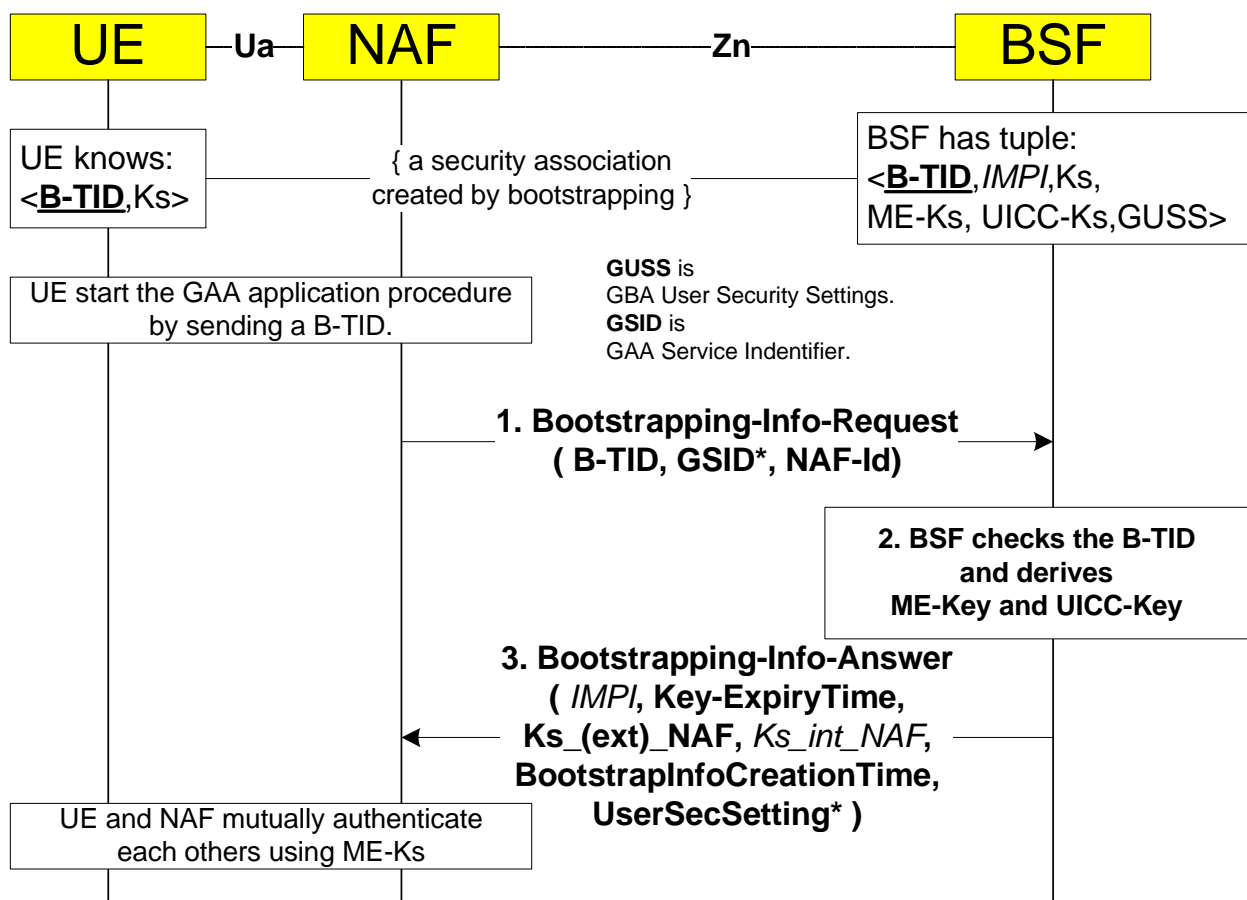 UE
Ua
NAF
Zn
BSF
UE knows:
<B-TID,Ks>
{ a security association
created by bootstrapping }
BSF has tuple:
<B-TID,IMPI,Ks,
ME-Ks, UICC-Ks,GUSS>
UE start the GAA application procedure
by sending a B-TID.
GUSS is
GBA User Security Settings.
GSID is
GAA Service Indentifier.
1. Bootstrapping-Info-Request
( B-TID, GSID*, NAF-Id)
2. BSF checks the B-TID
and derives
ME-Key and UICC-Key
3. Bootstrapping-Info-Answer
( IMPI, Key-ExpiryTime,
Ks_(ext)_NAF, Ks_int_NAF,
BootstrapInfoCreationTime,
UserSecSetting* )
UE and NAF mutually authenticate
each others using ME-Ks